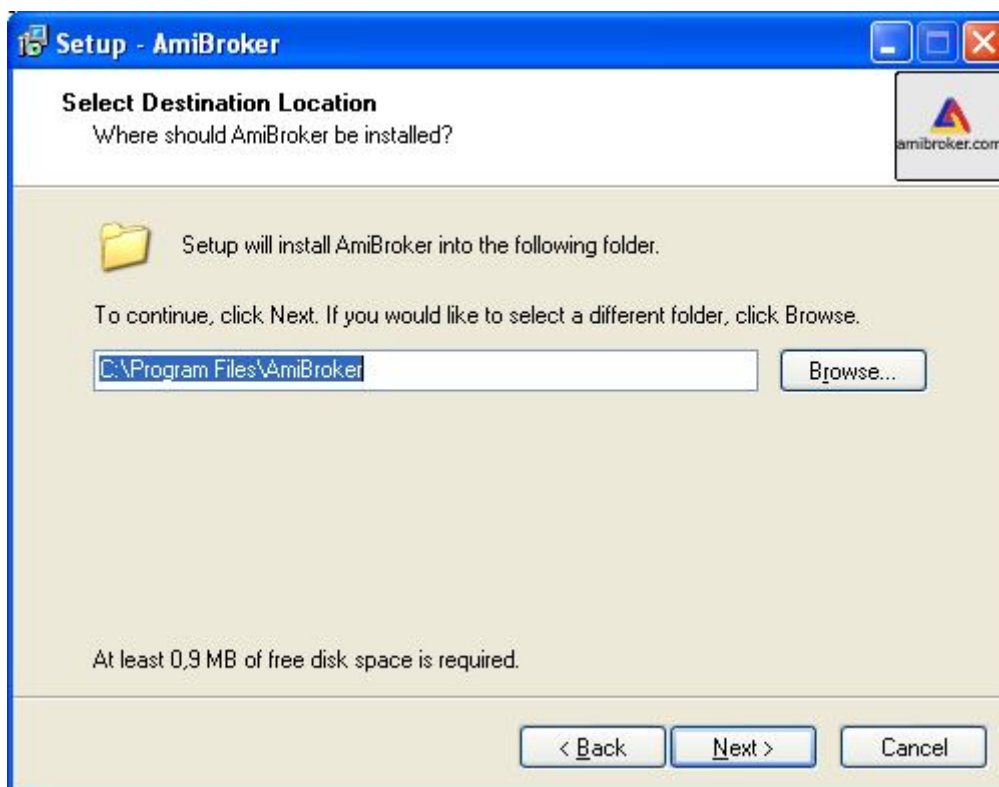 Setup - AmiBroker
Select Destination Location
Where should AmiBroker be installed?
amibroker.com
Setup will install AmiBroker into the following folder.
To continue, click Next. If you would like to select a different folder, click Browse.
C:\Program Files\AmiBroker
Browse...
At least 0,9 MB of free disk space is required.
< Back
Next >
Cancel